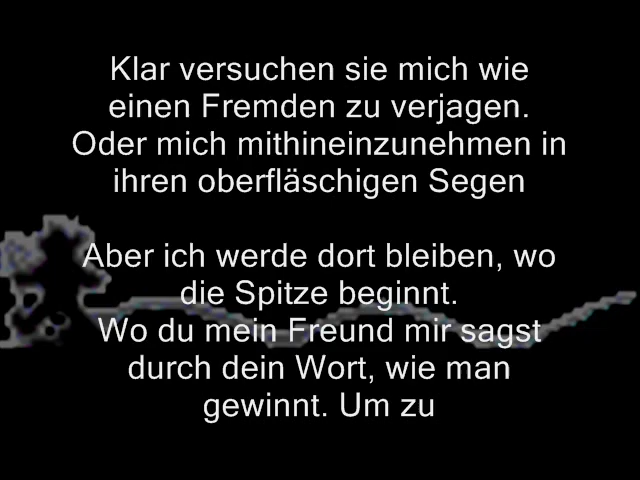 Klar versuchen sie mich wie
einen Fremden zu verjagen.
Oder mich mithineinzunehmen in
ihren oberfläschigen Segen
Aber ich werde dort bleiben, wo
die Spitze beginnt.
Wo du mein Freund mir sagst
durch dein Wort, wie man
gewinnt. Um zu